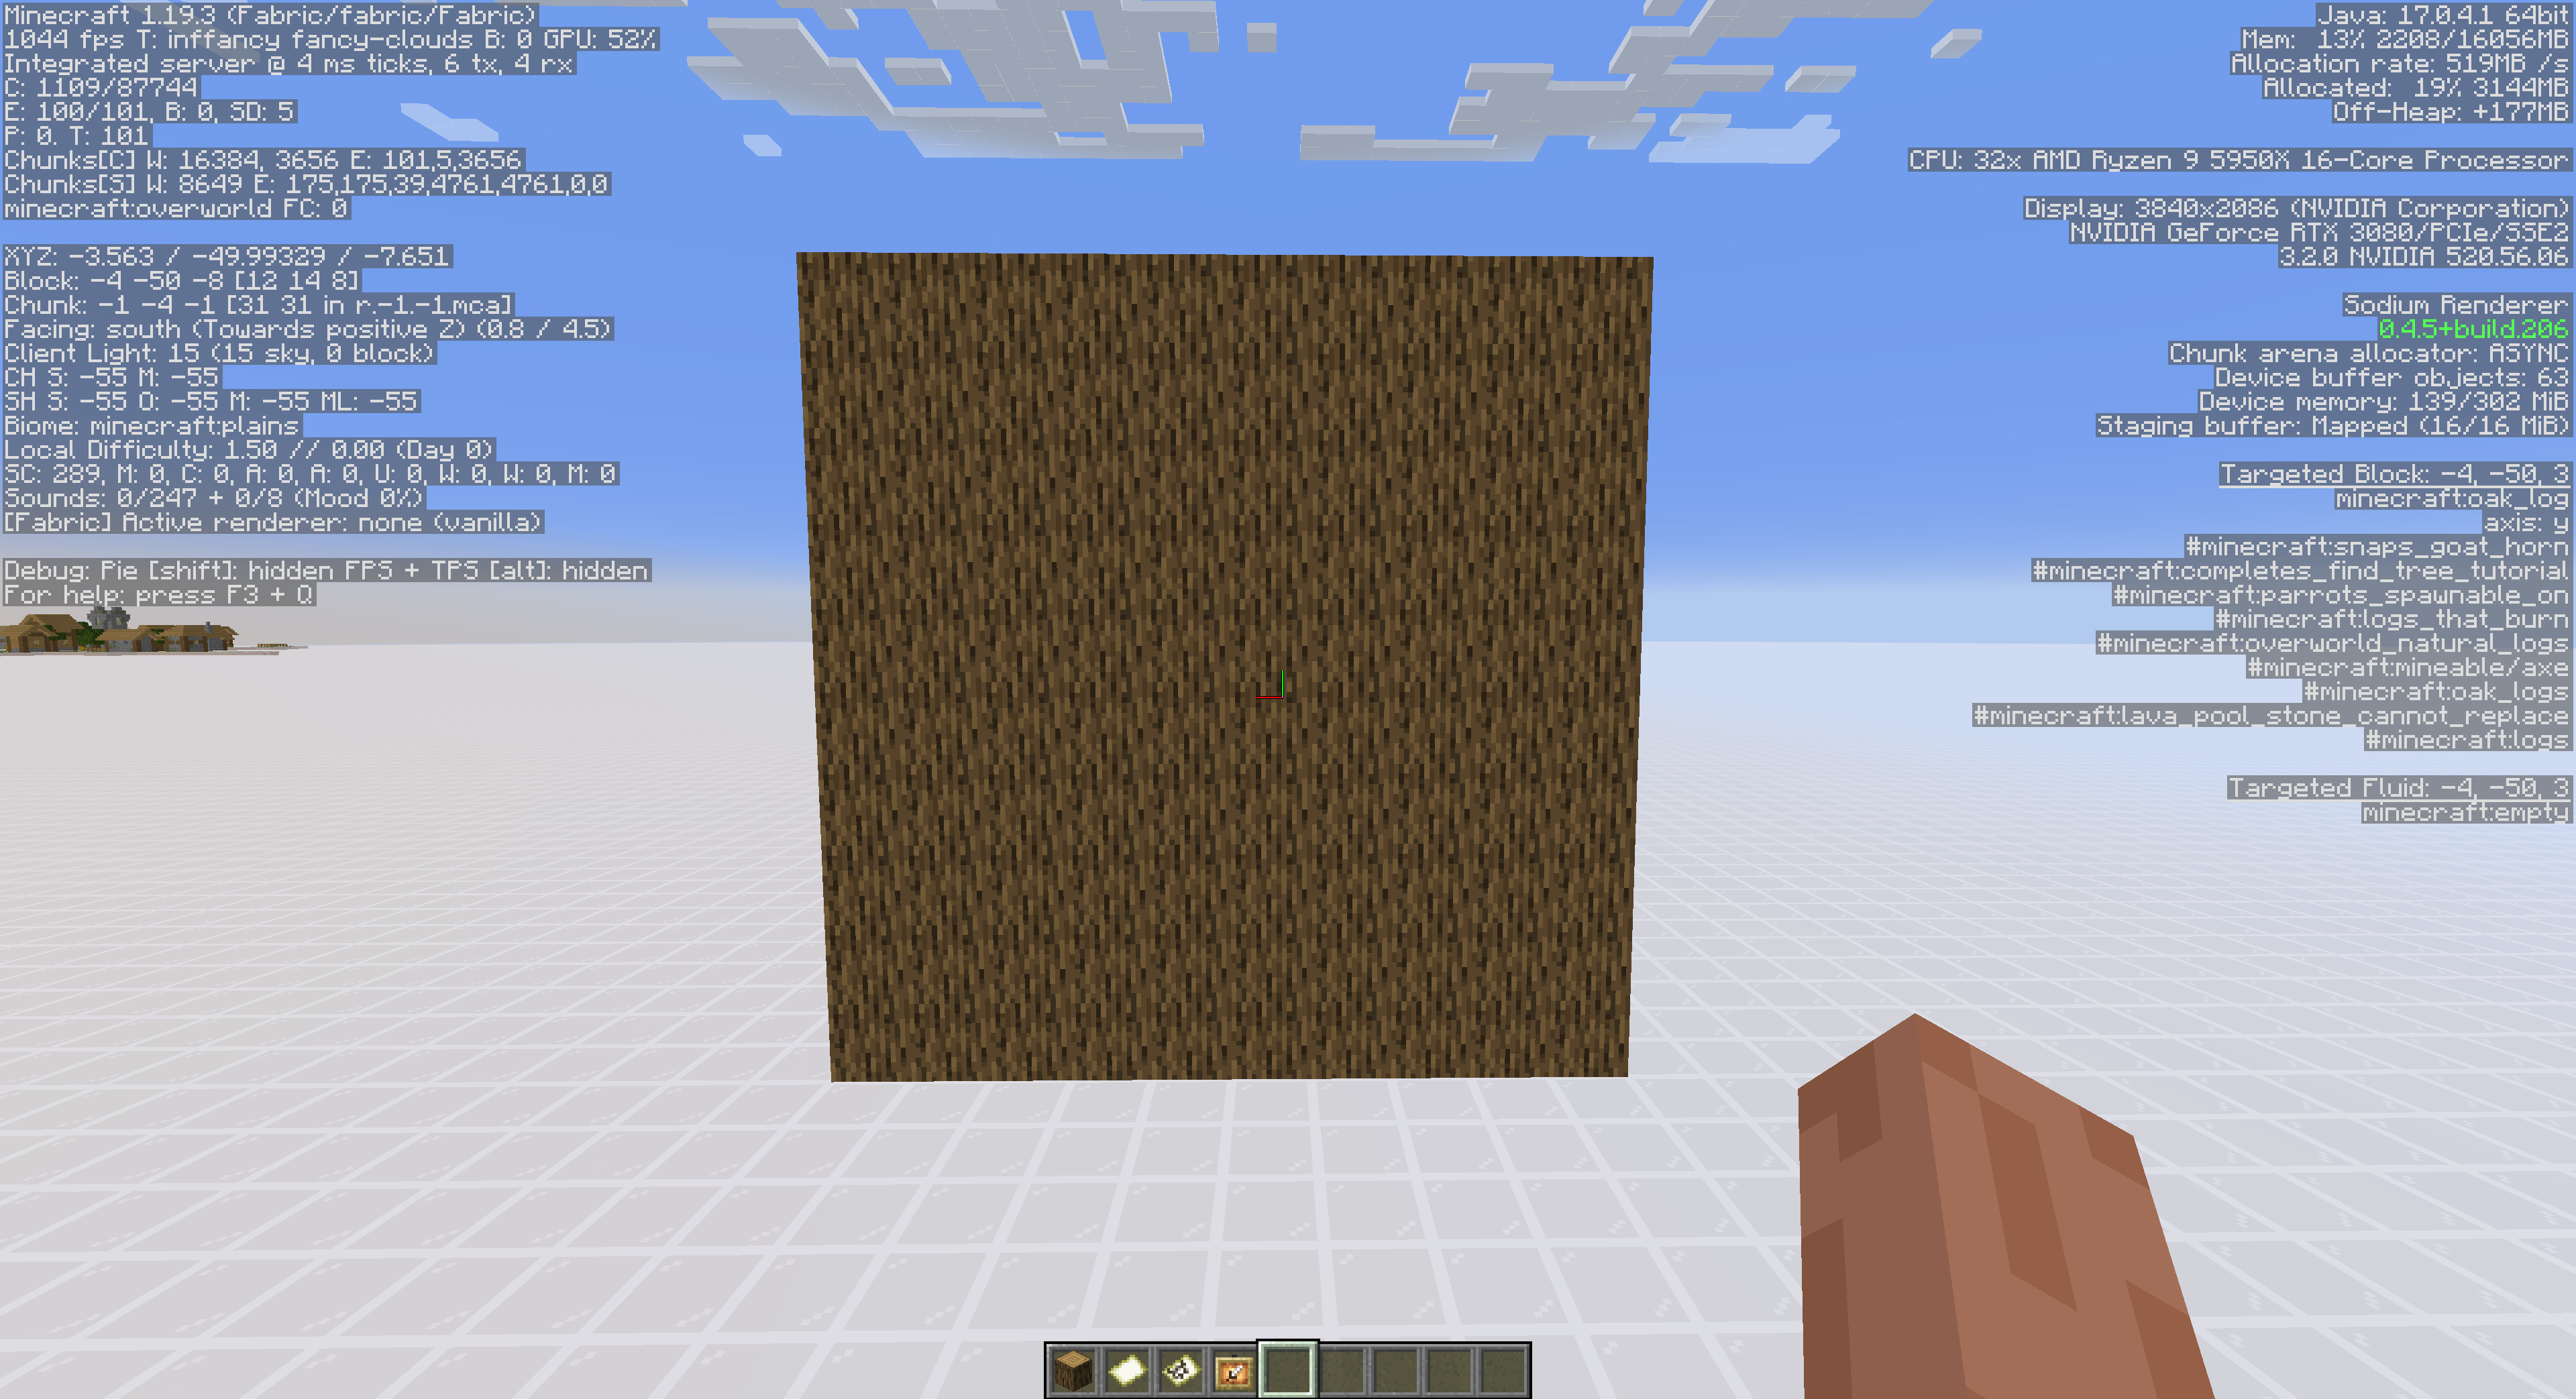 Minecraft 1.19.3 (Fabric/fabric/Fabric)
1044 fps T: inffancy fancy-clouds B: 0 GPU: 52%
Integrated server @ 4 ms ticks, 6 tx, 4 rx
C: 1109/87744
E: 100/101, B: 0, SD: 5
P: 0. T: 101
Chunks[C] W: 16384, 3656 E: 101,5,3656
Chunks[S] W: 8649 E: 175,175,39,4761,4761,0,0
minecraft:overworld FC: 0
XYZ: -3.563 / -49.99329 / -7.651
Block: -4 -50 -8 [12 14 8]
Chunk: -1 -4 -1 [31 31 in r.-1.-1.mca]
Facing: south (Towards positive Z) (0.8 / 4.5)
Client Light: 15 (15 sky, 0 block)
CH S: -55 M: -55
SH S: -55 O: -55 M: -55 ML: -55
Biome: minecraft:plains
Local Difficulty: 1.50 // 0.00 (Day 0)
SC: 289, M: 0, C: 0, A: 0, A: 0, U: 0, W: 0, W: 0, M: 0
Sounds: 0/247 + 0/8 (Mood 0%)
[Fabric] Active renderer: none (vanilla)
Debug: Pie [shift]: hidden FPS + TPS [alt]: hidden
For help: press F3 + Q
Java: 17.0.4.1 64bit
Mem: 13% 2208/16056MB
Allocation rate: 519MB /s
Allocated: 19% 3144MB
Off-Heap: +177MB
CPU: 32x AMD Ryzen 9 5950X 16-Core Processor
Display: 3840x2086 (NVIDIA Corporation)
NVIDIA GeForce RTX 3080/PCIe/SSE2
3.2.0 NVIDIA 520.56.06
Sodium Renderer
0.4.5+build.206
Chunk arena allocator: ASYNC
Device buffer objects: 63
Device memory: 139/302 MiB
Staging buffer: Mapped (16/16 MiB)
Targeted Block: -4, -50, 3
minecraft:oak_log
axis: y
#minecraft:snaps_goat_horn
#minecraft:completes_find_tree_tutorial
#minecraft:parrots_spawnable_on
#minecraft:logs_that_burn
#minecraft:overworld_natural_logs
#minecraft:mineable/axe
#minecraft:oak_logs
#minecraft:lava_pool_stone_cannot_replace
#minecraft:logs
Targeted Fluid: -4, -50, 3
minecraft:empty